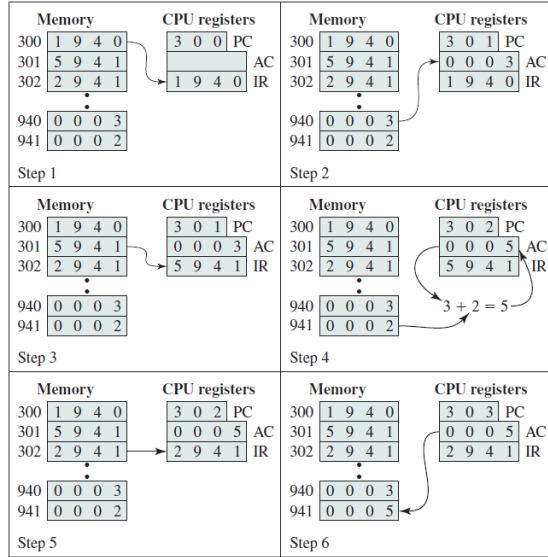 Memory CPU registers
300 1 9 4 0 3 0 0 PC
301 5 9 4 1 AC
302 2 9 4 1 1 9 4 0 IR
940 0 0 0 3
941 0 0 0 2
Step 1
Memory CPU registers
300 1 9 4 0 3 0 1 PC
301 5 9 4 1 0 0 0 3 AC
302 2 9 4 1 1 9 4 0 IR
940 0 0 0 3
941 0 0 0 2
Step 2
Memory CPU registers
300 1 9 4 0 3 0 1 PC
301 5 9 4 1 0 0 0 3 AC
302 2 9 4 1 5 9 4 1 IR
940 0 0 0 3
941 0 0 0 2
Step 3
Memory CPU registers
300 1 9 4 0 3 0 2 PC
301 5 9 4 1 0 0 0 5 AC
302 2 9 4 1 5 9 4 1 IR
940 0 0 0 3 3 + 2 = 5
941 0 0 0 2
Step 4
Memory CPU registers
300 1 9 4 0 3 0 2 PC
301 5 9 4 1 0 0 0 5 AC
302 2 9 4 1 2 9 4 1 IR
940 0 0 0 3
941 0 0 0 2
Step 5
Memory CPU registers
300 1 9 4 0 3 0 3 PC
301 5 9 4 1 0 0 0 5 AC
302 2 9 4 1 2 9 4 1 IR
940 0 0 0 3
941 0 0 0 5
Step 6